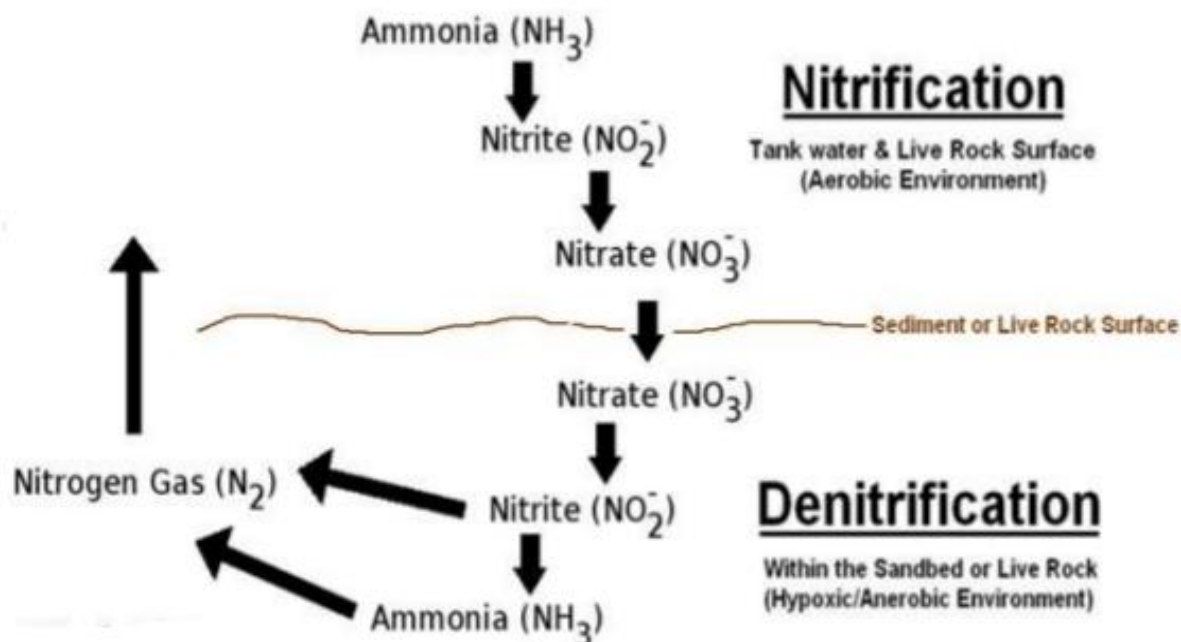 Ammonia (NH₃)
Nitrification
Nitrite (NO₂⁻)
Tank water & Live Rock Surface
(Aerobic Environment)
Nitrate (NO₃⁻)
Sediment or Live Rock Surface
Nitrate (NO₃⁻)
Nitrogen Gas (N₂)
Nitrite (NO₂⁻)
Denitrification
Within the Sandbed or Live Rock
(Hypoxic/Anerobic Environment)
Ammonia (NH₃)